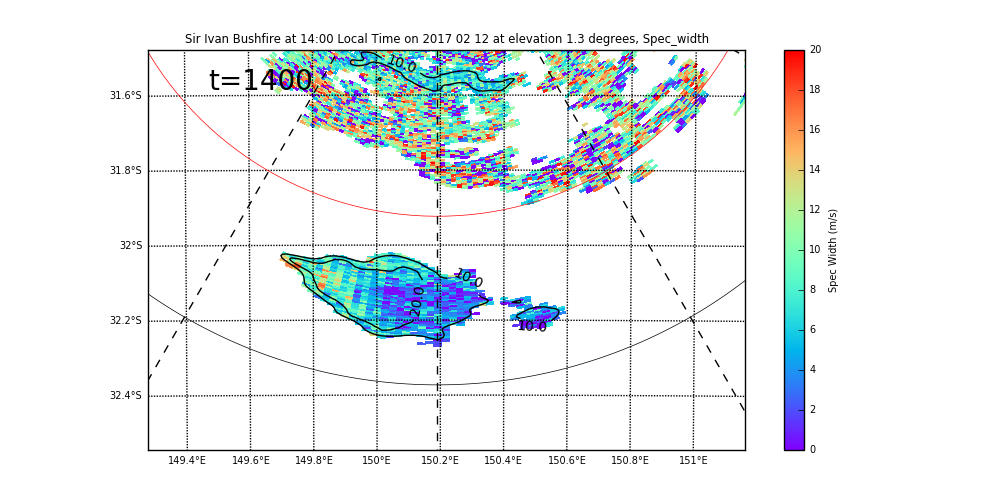 Sir Ivan Bushfire at 14:00 Local Time on 2017 02 12 at elevation 1.3 degrees, Spec_width
t=1400
10.0
31.6°S
31.8°S
32°S
32.2°S
32.4°S
10.0
20.0
10.0
149.4°E 149.6°E 149.8°E 150°E 150.2°E 150.4°E 150.6°E 150.8°E 151°E
20
18
16
14
12
10
8
6
4
2
0
Spec Width (m/s)